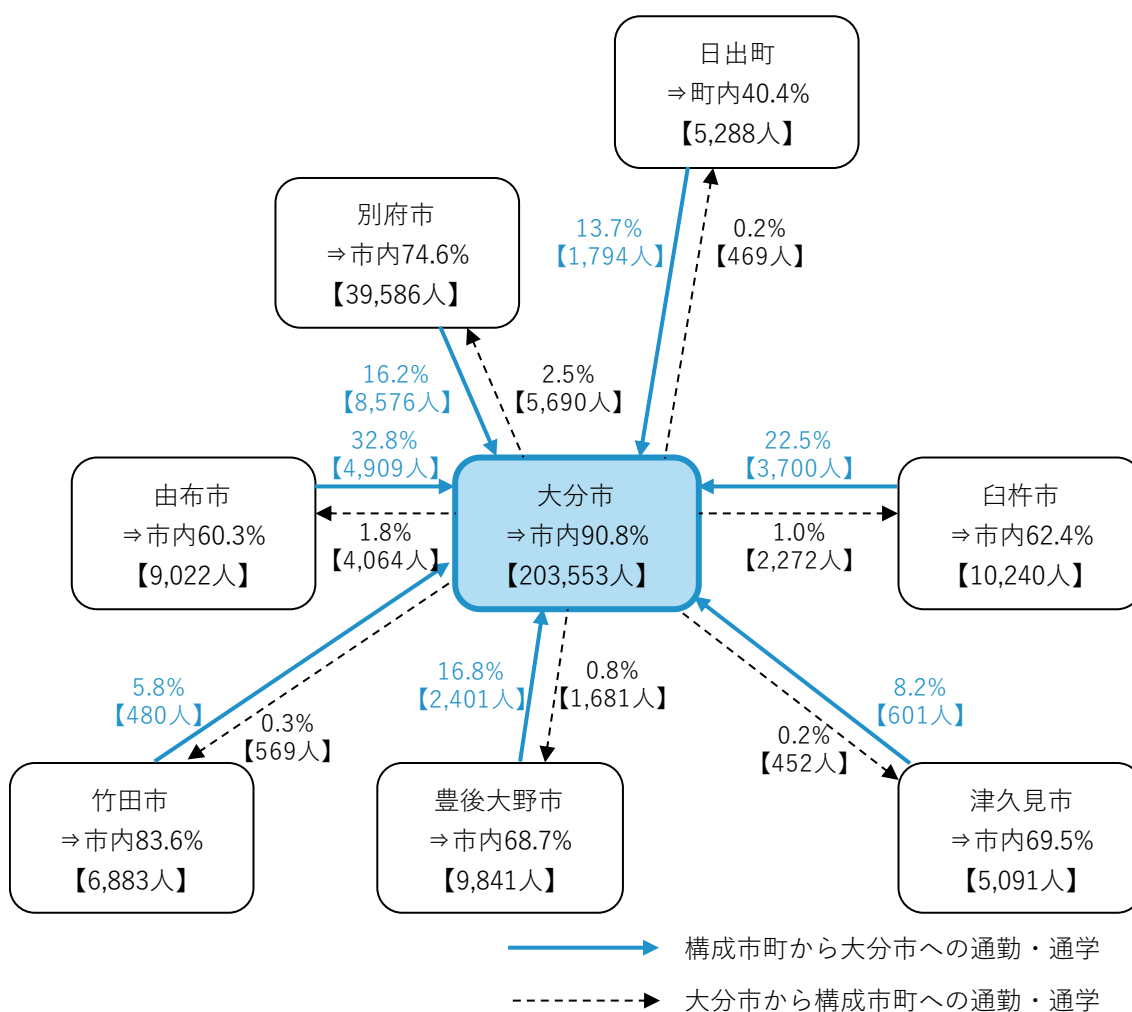 日出町
⇒町内40.4%
【5,288人】
別府市
⇒市内74.6%
【39,586人】
13.7%
【1,794人】
0.2%
【469人】
16.2%
【8,576人】
2.5%
【5,690人】
32.8%
【4,909人】
22.5%
【3,700人】
由布市
⇒市内60.3%
【9,022人】
1.8%
【4,064人】
大分市
⇒市内90.8%
【203,553人】
1.0%
【2,272人】
臼杵市
⇒市内62.4%
【10,240人】
5.8%
【480人】
0.3%
【569人】
16.8%
【2,401人】
0.8%
【1,681人】
0.2%
【452人】
8.2%
【601人】
竹田市
⇒市内83.6%
【6,883人】
豊後大野市
⇒市内68.7%
【9,841人】
津久見市
⇒市内69.5%
【5,091人】
構成市町から大分市への通勤・通学
大分市から構成市町への通勤・通学